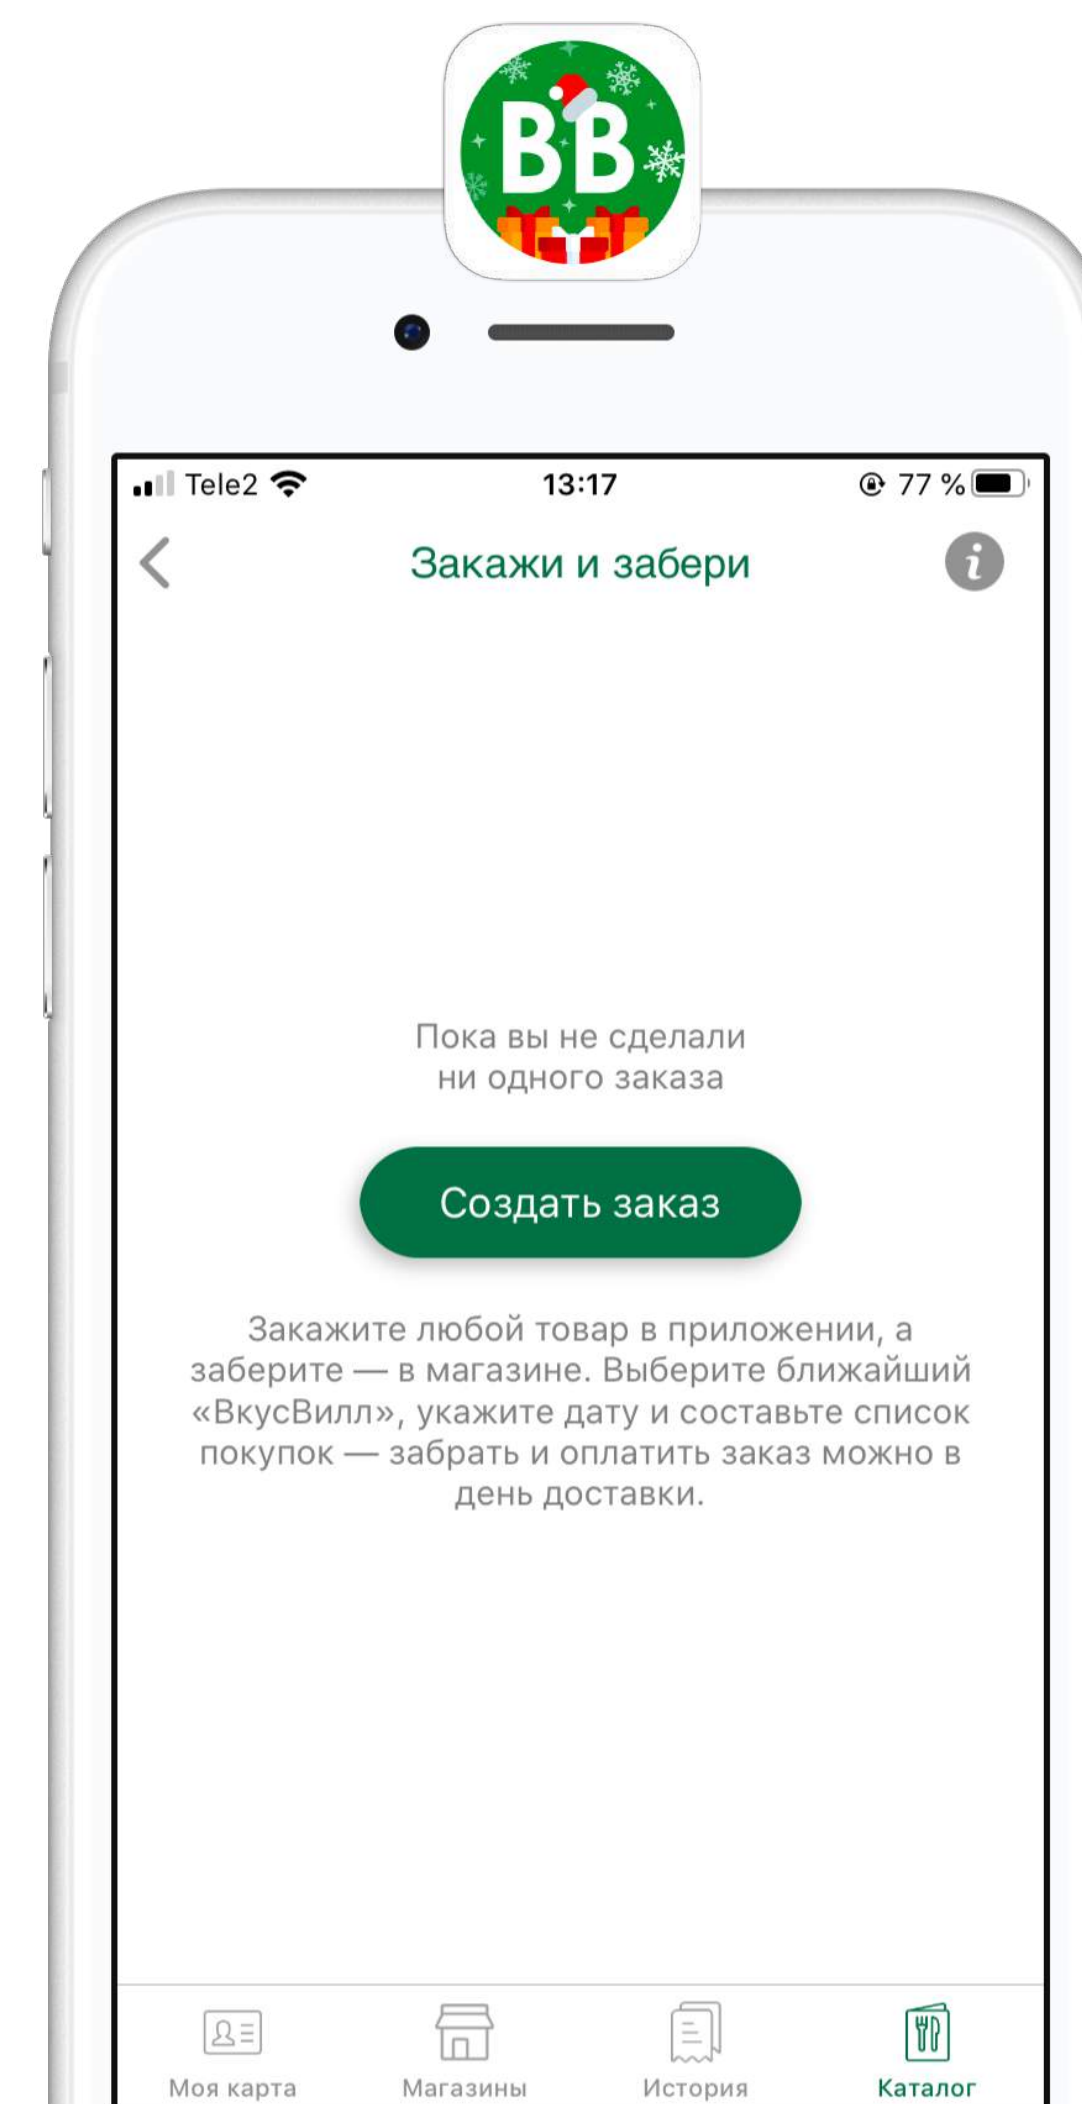 ВВ
Tele2 13:17 77 %
Закажи и забери
Пока вы не сделали
ни одного заказа
Создать заказ
Закажите любой товар в приложении, а
заберите — в магазине. Выберите ближайший
«ВкусВилл», укажите дату и составьте список
покупок — забрать и оплатить заказ можно в
день доставки.
Моя карта Магазины История Каталог